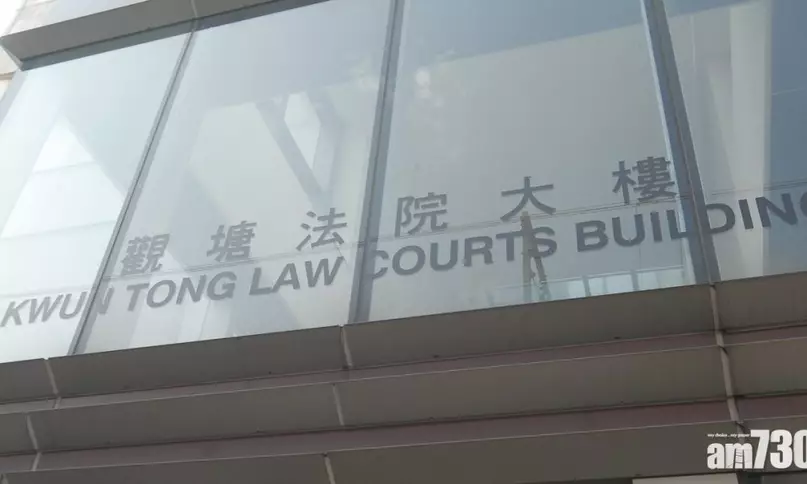 觀塘法院大樓
KWUN TONG LAW COURTS BUILDING
am730